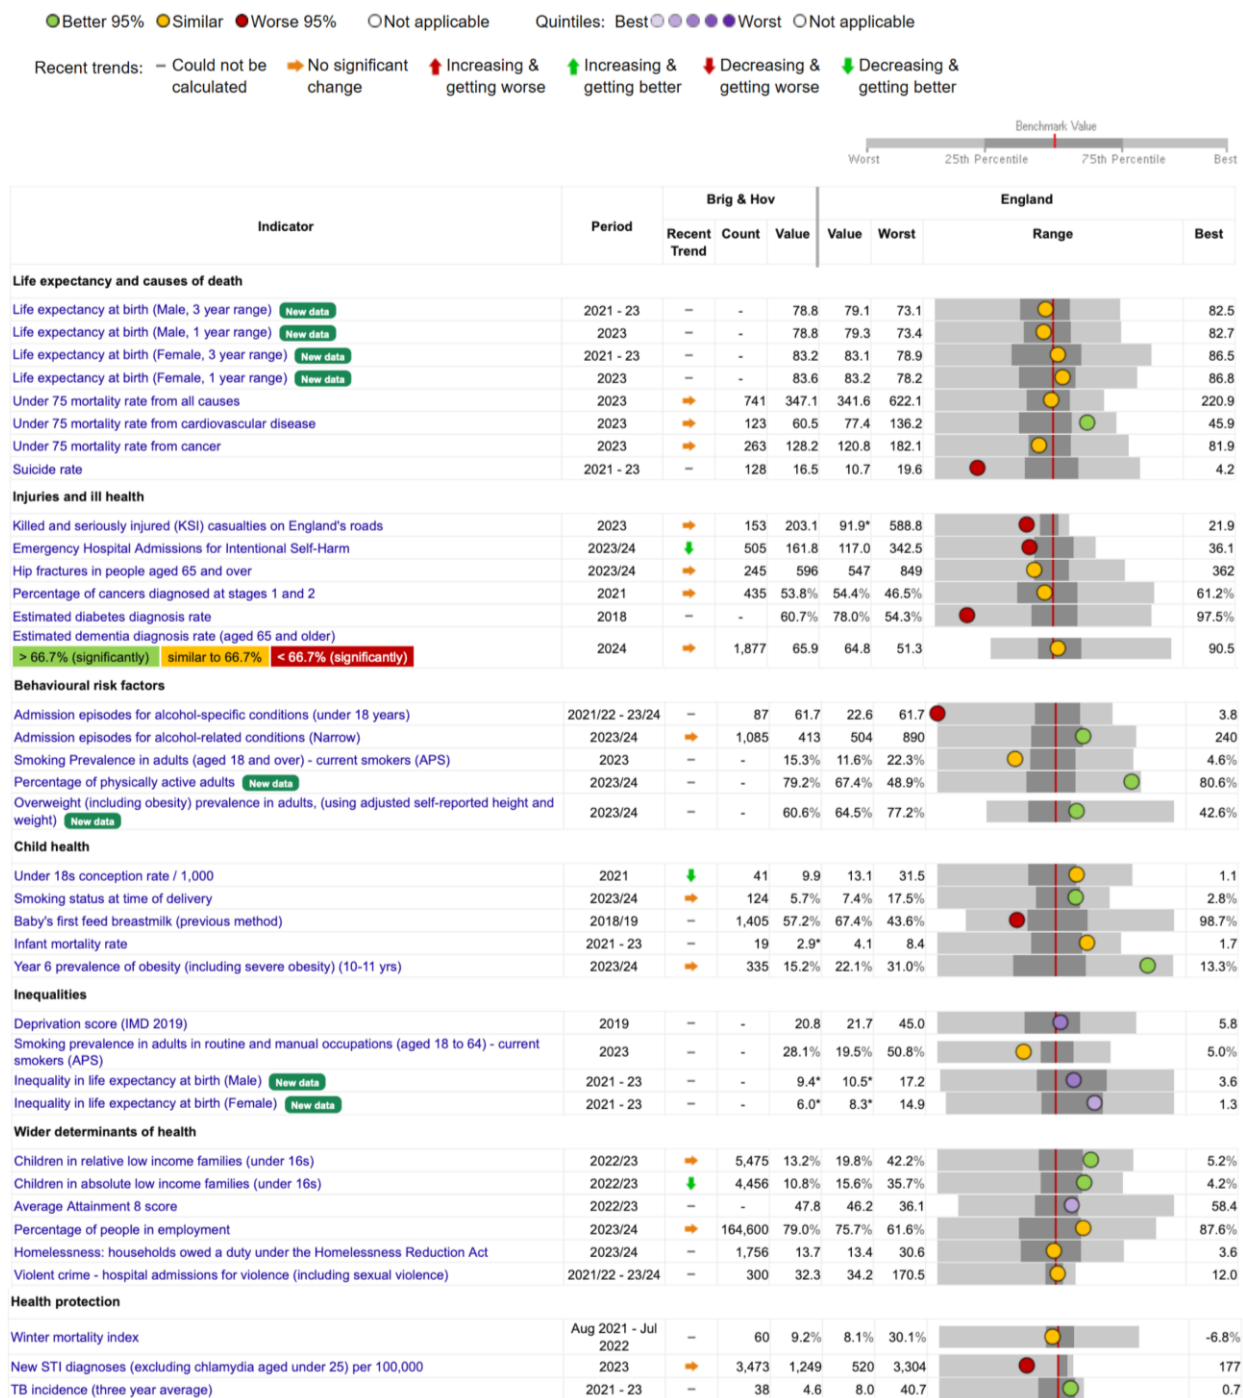 Better 95% Similar Worse 95% Not applicable Quintiles: Best Worst Not applicable
Recent trends: – Could not be calculated No significant change Increasing & getting worse Increasing & getting better Decreasing & getting worse Decreasing & getting better
Benchmark Value
Worst 25th Percentile 75th Percentile Best
Brig & Hov England
Indicator Period Recent Trend Count Value Value Worst Range Best
Life expectancy and causes of death
Life expectancy at birth (Male, 3 year range) New data 2021 - 23 – - 78.8 79.1 73.1 82.5
Life expectancy at birth (Male, 1 year range) New data 2023 – - 78.8 79.3 73.4 82.7
Life expectancy at birth (Female, 3 year range) New data 2021 - 23 – - 83.2 83.1 78.9 86.5
Life expectancy at birth (Female, 1 year range) New data 2023 – - 83.6 83.2 78.2 86.8
Under 75 mortality rate from all causes 2023 741 347.1 341.6 622.1 220.9
Under 75 mortality rate from cardiovascular disease 2023 123 60.5 77.4 136.2 45.9
Under 75 mortality rate from cancer 2023 263 128.2 120.8 182.1 81.9
Suicide rate 2021 - 23 – 128 16.5 10.7 19.6 4.2
Injuries and ill health
Killed and seriously injured (KSI) casualties on England's roads 2023 153 203.1 91.9* 588.8 21.9
Emergency Hospital Admissions for Intentional Self-Harm 2023/24 505 161.8 117.0 342.5 36.1
Hip fractures in people aged 65 and over 2023/24 245 596 547 849 362
Percentage of cancers diagnosed at stages 1 and 2 2021 435 53.8% 54.4% 46.5% 61.2%
Estimated diabetes diagnosis rate 2018 – - 60.7% 78.0% 54.3% 97.5%
Estimated dementia diagnosis rate (aged 65 and older)
> 66.7% (significantly) similar to 66.7% < 66.7% (significantly) 2024 1,877 65.9 64.8 51.3 90.5
Behavioural risk factors
Admission episodes for alcohol-specific conditions (under 18 years) 2021/22 - 23/24 – 87 61.7 22.6 61.7 3.8
Admission episodes for alcohol-related conditions (Narrow) 2023/24 1,085 413 504 890 240
Smoking Prevalence in adults (aged 18 and over) - current smokers (APS) 2023 – - 15.3% 11.6% 22.3% 4.6%
Percentage of physically active adults New data 2023/24 – - 79.2% 67.4% 48.9% 80.6%
Overweight (including obesity) prevalence in adults, (using adjusted self-reported height and
weight) New data 2023/24 – - 60.6% 64.5% 77.2% 42.6%
Child health
Under 18s conception rate / 1,000 2021 41 9.9 13.1 31.5 1.1
Smoking status at time of delivery 2023/24 124 5.7% 7.4% 17.5% 2.8%
Baby's first feed breastmilk (previous method) 2018/19 – 1,405 57.2% 67.4% 43.6% 98.7%
Infant mortality rate 2021 - 23 – 19 2.9* 4.1 8.4 1.7
Year 6 prevalence of obesity (including severe obesity) (10-11 yrs) 2023/24 335 15.2% 22.1% 31.0% 13.3%
Inequalities
Deprivation score (IMD 2019) 2019 – - 20.8 21.7 45.0 5.8
Smoking prevalence in adults in routine and manual occupations (aged 18 to 64) - current
smokers (APS) 2023 – - 28.1% 19.5% 50.8% 5.0%
Inequality in life expectancy at birth (Male) New data 2021 - 23 – - 9.4* 10.5* 17.2 3.6
Inequality in life expectancy at birth (Female) New data 2021 - 23 – - 6.0* 8.3* 14.9 1.3
Wider determinants of health
Children in relative low income families (under 16s) 2022/23 5,475 13.2% 19.8% 42.2% 5.2%
Children in absolute low income families (under 16s) 2022/23 4,456 10.8% 15.6% 35.7% 4.2%
Average Attainment 8 score 2022/23 – - 47.8 46.2 36.1 58.4
Percentage of people in employment 2023/24 164,600 79.0% 75.7% 61.6% 87.6%
Homelessness: households owed a duty under the Homelessness Reduction Act 2023/24 – 1,756 13.7 13.4 30.6 3.6
Violent crime - hospital admissions for violence (including sexual violence) 2021/22 - 23/24 – 300 32.3 34.2 170.5 12.0
Health protection
Winter mortality index Aug 2021 - Jul 2022 – 60 9.2% 8.1% 30.1% -6.8%
New STI diagnoses (excluding chlamydia aged under 25) per 100,000 2023 3,473 1,249 520 3,304 177
TB incidence (three year average) 2021 - 23 – 38 4.6 8.0 40.7 0.7